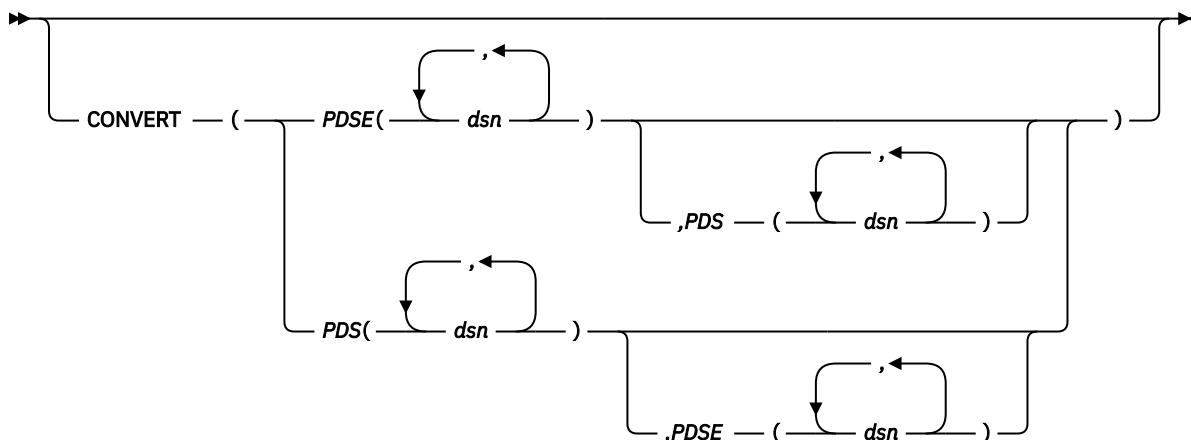 ,
CONVERT ( PDSE( dsn ) )
,
,PDS ( dsn )
,
PDS( dsn )
,
,PDSE ( dsn )